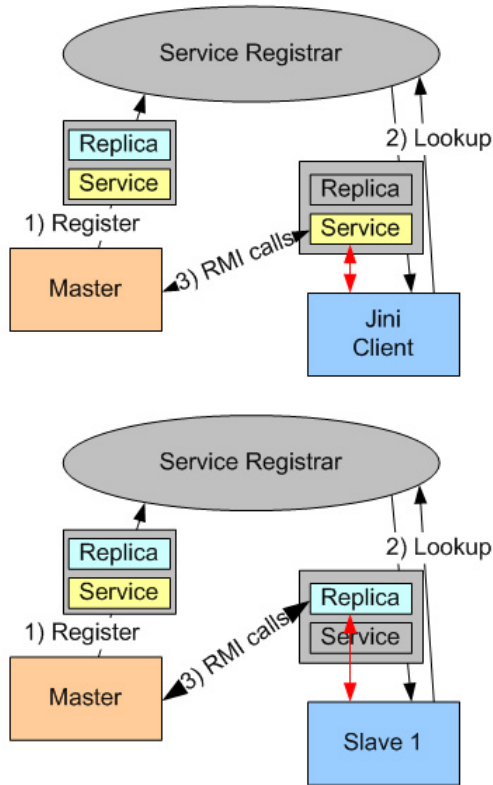 Service Registrar
Replica
Service
1) Register
Master
2) Lookup
Replica
Service
3) RMI calls
Jini
Client
Service Registrar
Replica
Service
1) Register
Master
2) Lookup
Replica
Service
3) RMI calls
Slave 1